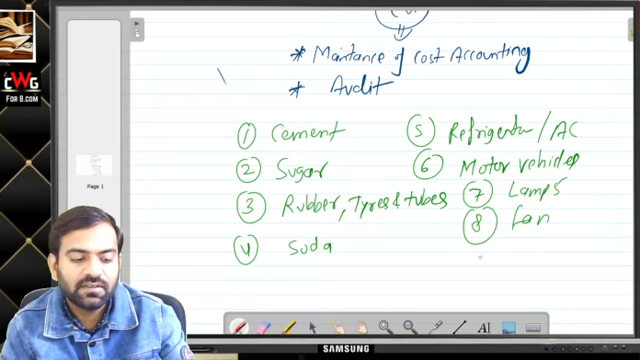 * Maintance of Cost Accounting
* Audit
1 Cement
2 Sugar
3 Rubber, Tyres & tubes
4 Soda
5 Refrigerator / AC
6 Motor vehicles
7 Lamps
8 Fan
CWG
FOR B.COM
Page 1
AI
SAMSUNG